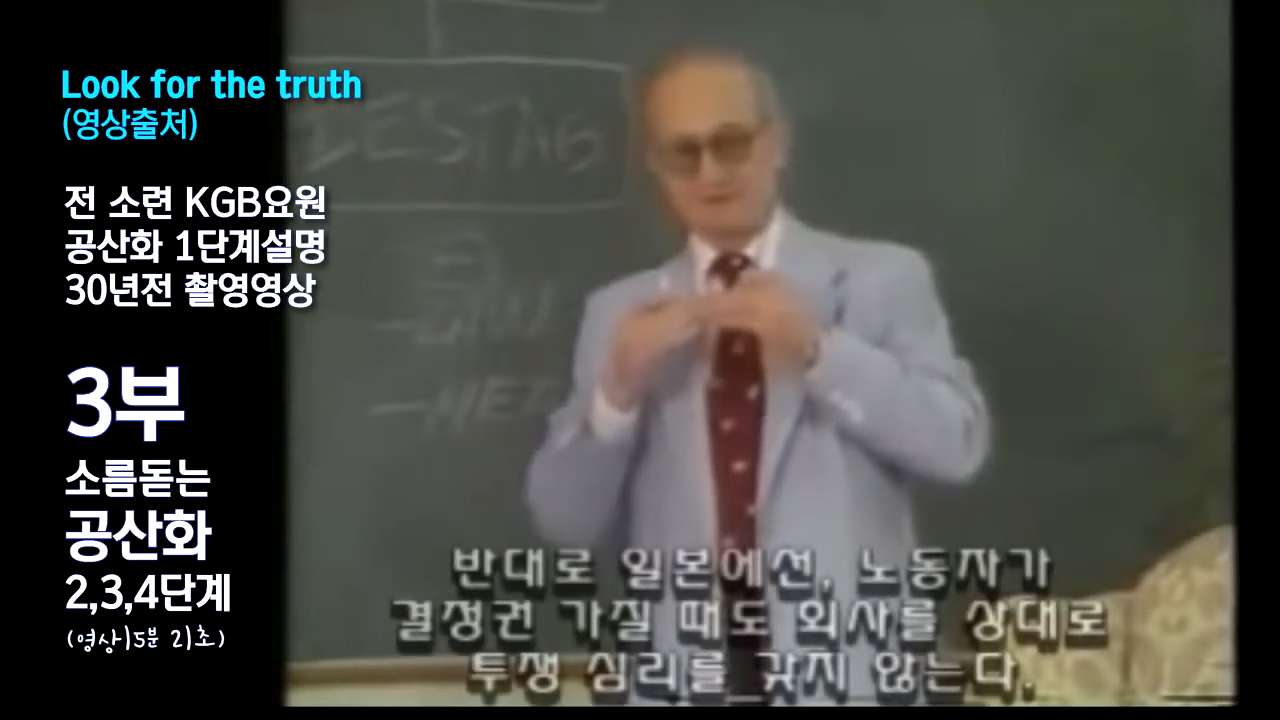 Look for the truth
(영상출처)
전 소련 KGB요원
공산화 1단계설명
30년전 촬영영상
3부
소름돋는
공산화
2,3,4단계
(영상15분 21초)
반대로 일본에선, 노동자가
결정권 가질 때도 회사를 상대로
투쟁 심리를 갖지 않는다.